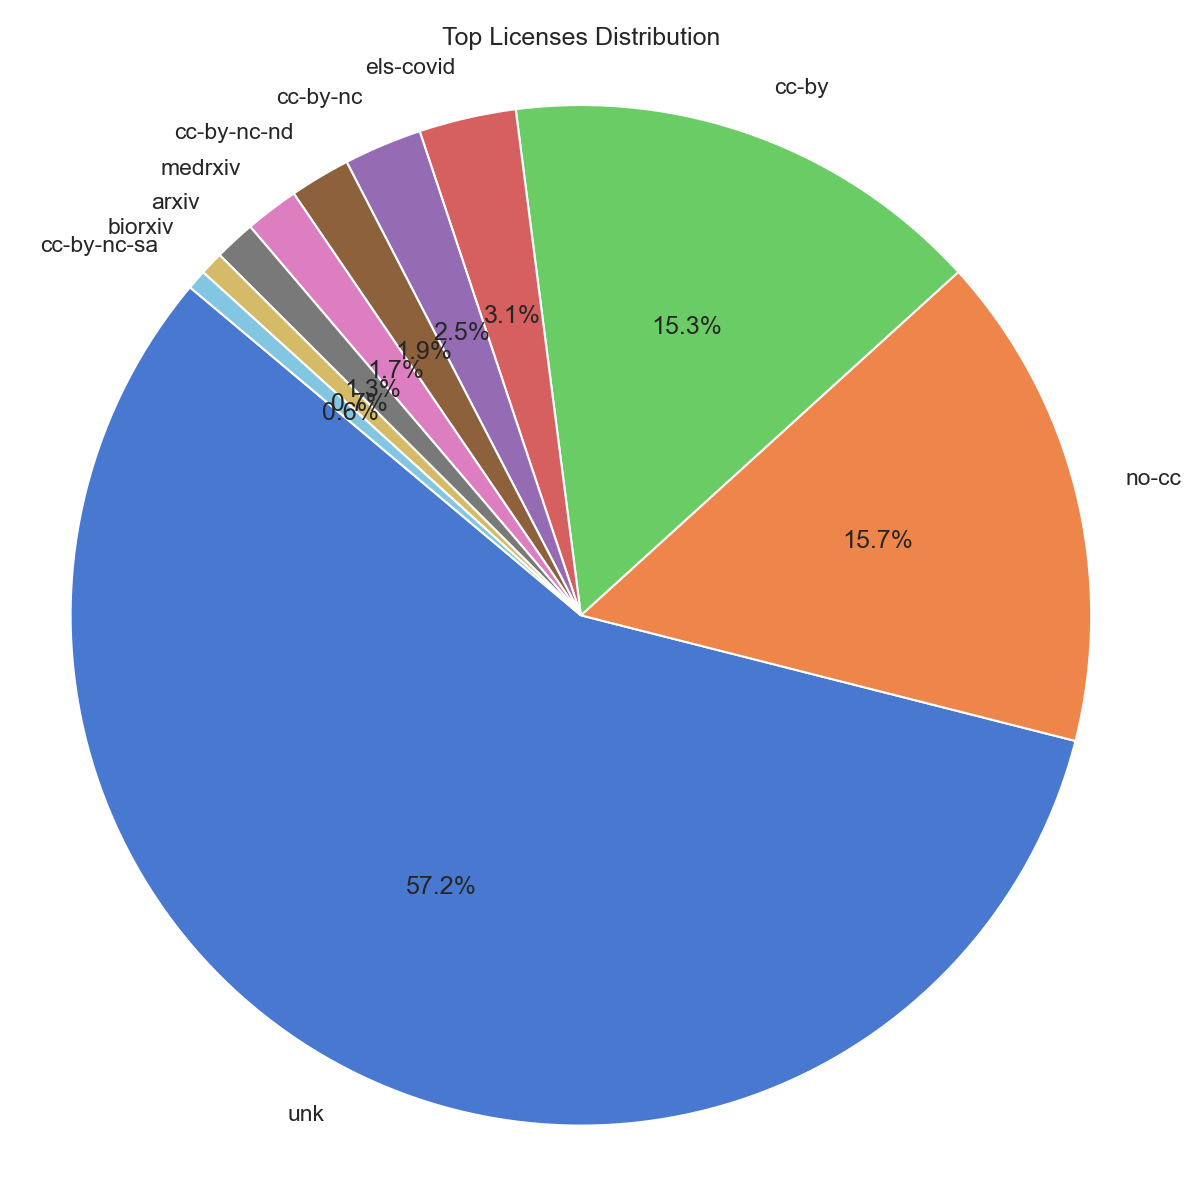 Top Licenses Distribution
els-covid
cc-by
cc-by-nc
cc-by-nc-nd
medrxiv
arxiv
biorxiv
cc-by-nc-sa
3.1%
15.3%
2.5%
1.9%
1.7%
1.3%
0.7%
0.6%
no-cc
15.7%
57.2%
unk